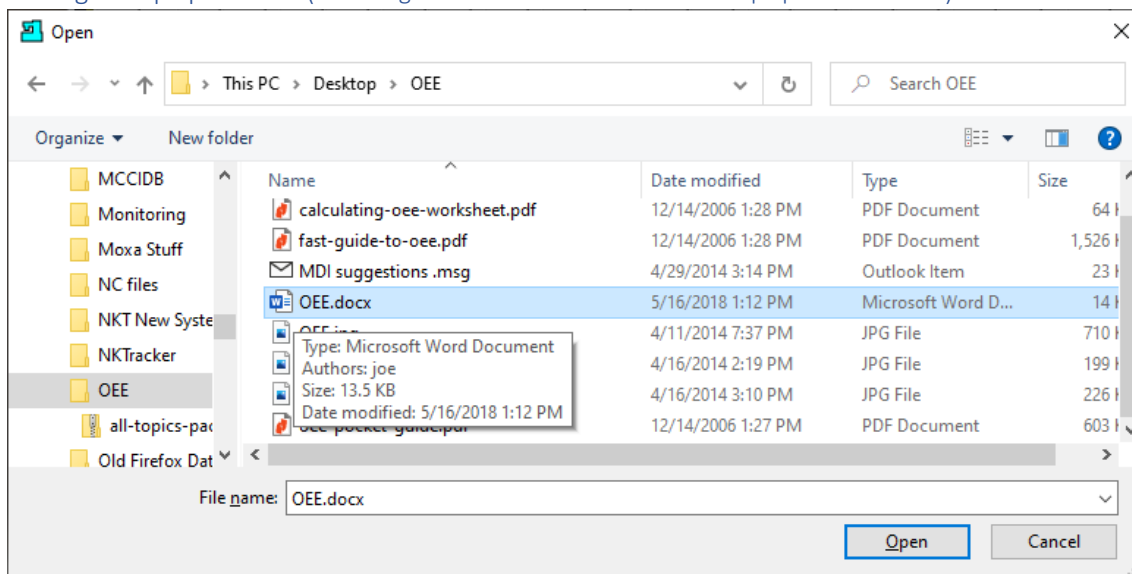 Open
This PC > Desktop > OEE
Search OEE
Organize
New folder
MCCIDB
Monitoring
Moxa Stuff
NC files
NKT New Syste
NKTracker
OEE
all-topics-pac
Old Firefox Dat
Name Date modified Type Size
calculating-oee-worksheet.pdf 12/14/2006 1:28 PM PDF Document 64
fast-guide-to-oee.pdf 12/14/2006 1:28 PM PDF Document 1,526
MDI suggestions .msg 4/29/2014 3:14 PM Outlook Item 23
OEE.docx 5/16/2018 1:12 PM Microsoft Word D... 14
4/11/2014 7:37 PM JPG File 710
4/16/2014 2:19 PM JPG File 199
4/16/2014 3:10 PM JPG File 226
12/14/2006 1:27 PM PDF Document 603
Type: Microsoft Word Document
Authors: joe
Size: 13.5 KB
Date modified: 5/16/2018 1:12 PM
File name: OEE.docx
Open
Cancel